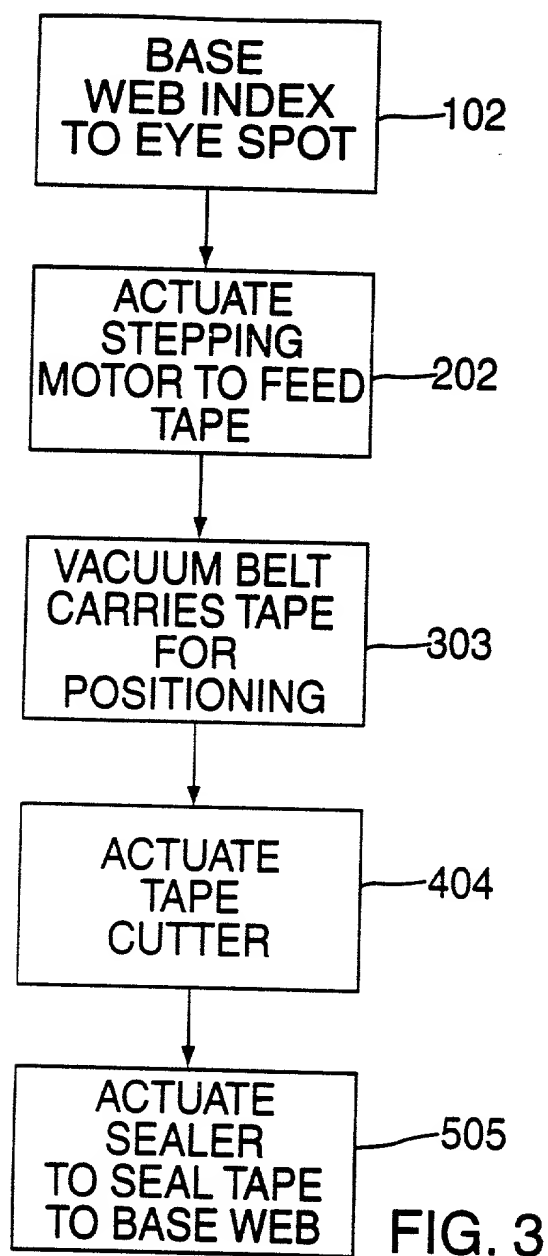 BASE
WEB INDEX
TO EYE SPOT
102
ACTUATE
STEPPING
MOTOR TO FEED
TAPE
202
VACUUM BELT
CARRIES TAPE
FOR
POSITIONING
303
ACTUATE
TAPE
CUTTER
404
ACTUATE
SEALER
TO SEAL TAPE
TO BASE WEB
505
FIG. 3